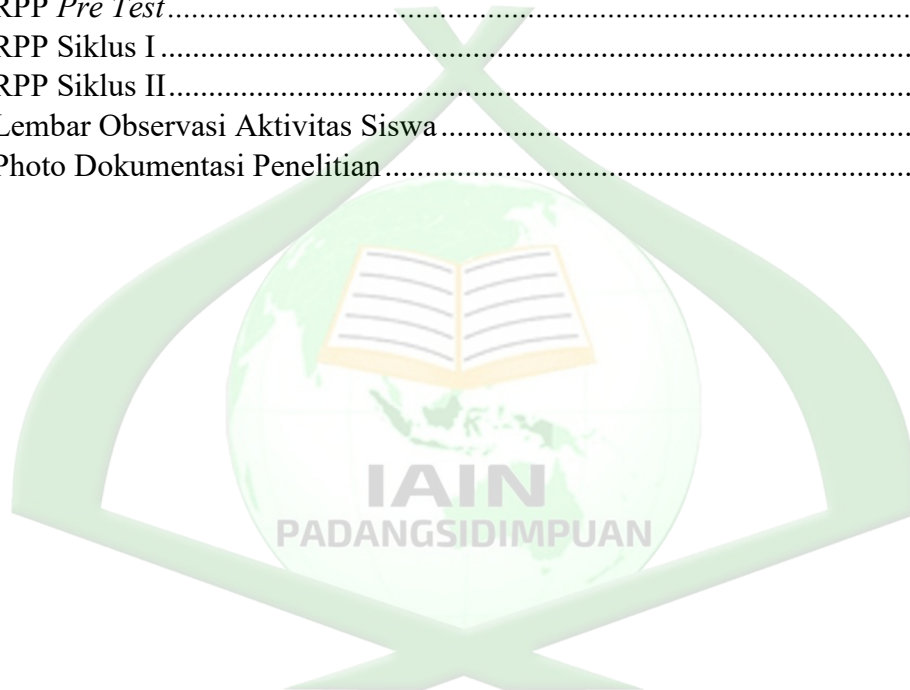 RPP Pre Test........................................................................................
RPP Siklus I........................................................................................
RPP Siklus II........................................................................................
Lembar Observasi Aktivitas Siswa..........................................................
Photo Dokumentasi Penelitian................................................................
IAIN
PADANGSIDIMPUAN